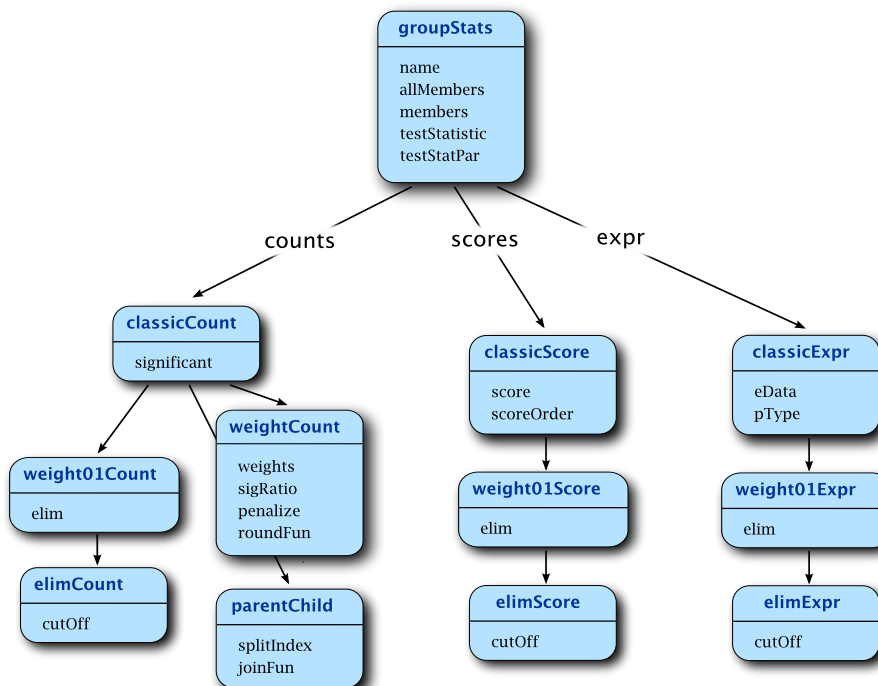 groupStats
name
allMembers
members
testStatistic
testStatPar
counts
scores
expr
classicCount
significant
classicScore
score
scoreOrder
classicExpr
eData
pType
weightCount
weights
sigRatio
penalize
roundFun
weight01Count
elim
weight01Score
elim
weight01Expr
elim
elimCount
cutOff
parentChild
splitIndex
joinFun
elimScore
cutOff
elimExpr
cutOff